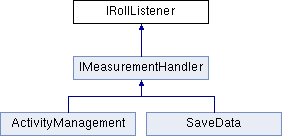 IRollListener
IMeasurementHandler
ActivityManagement
SaveData